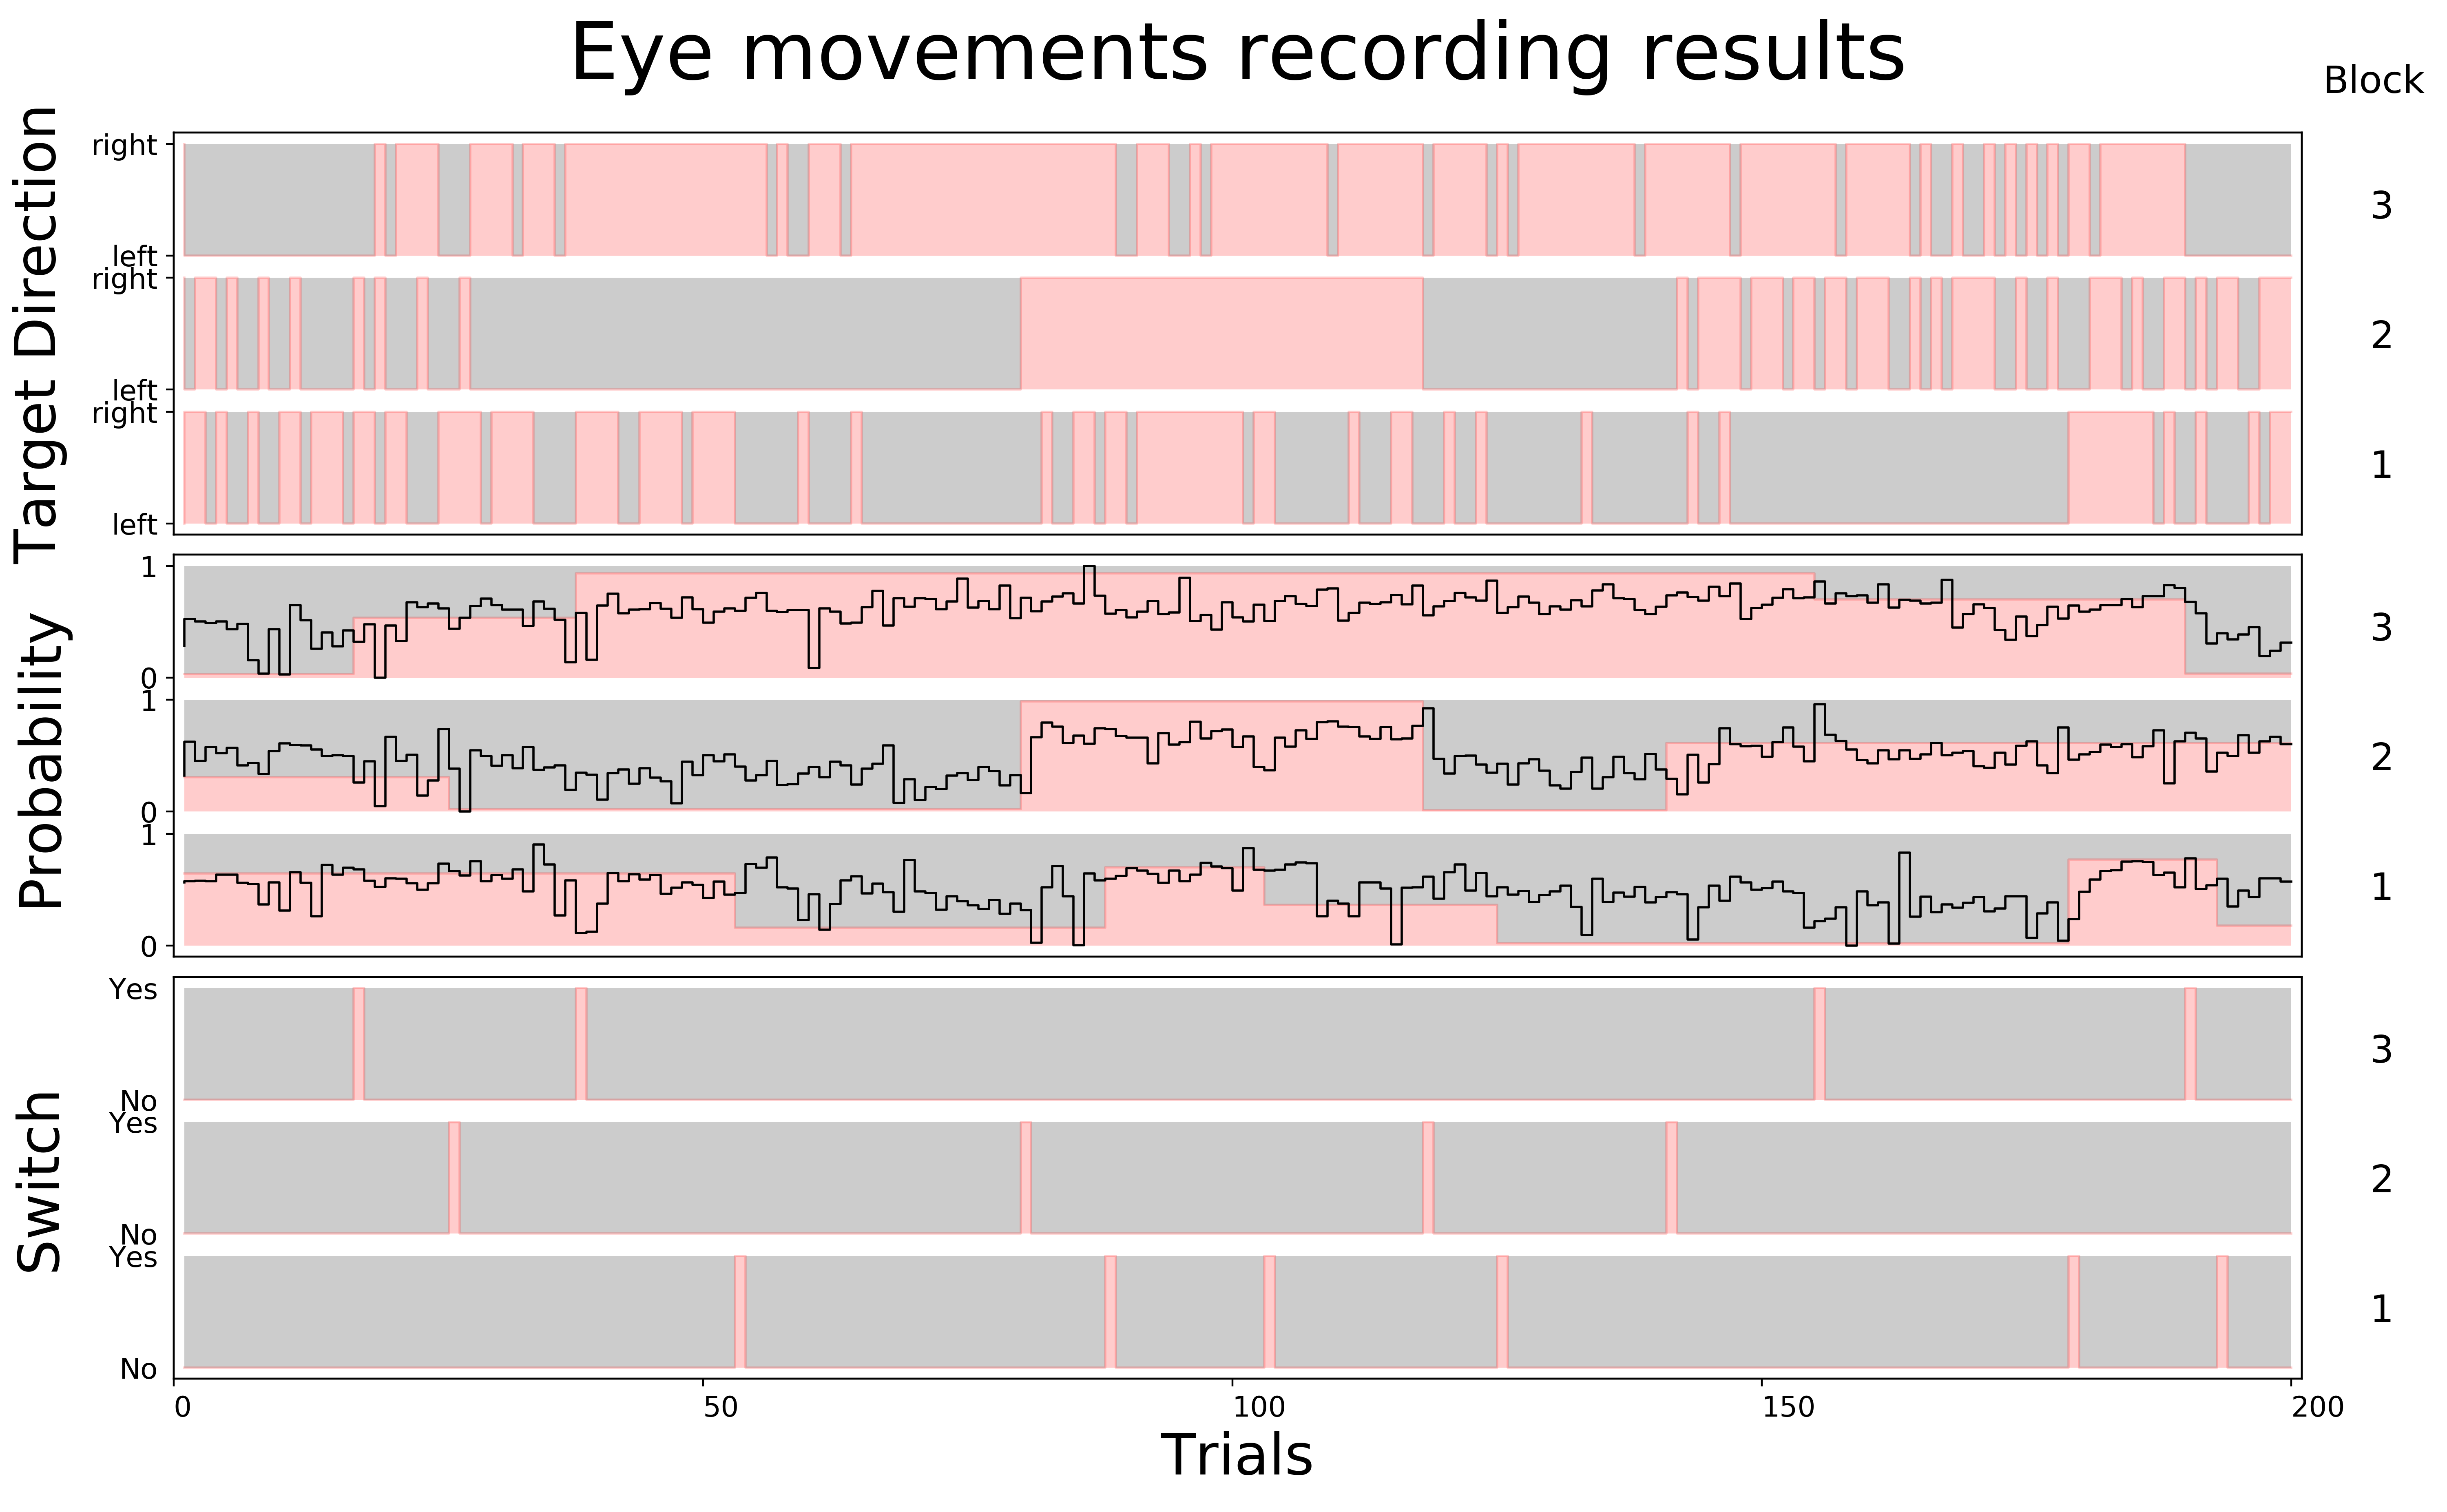 Eye movements recording results
Block
Target Direction
right
left
3
right
left
2
right
left
1
Probability
1
0
3
1
0
2
1
0
1
Switch
Yes
No
3
Yes
No
2
Yes
No
1
0 50 100 150 200
Trials